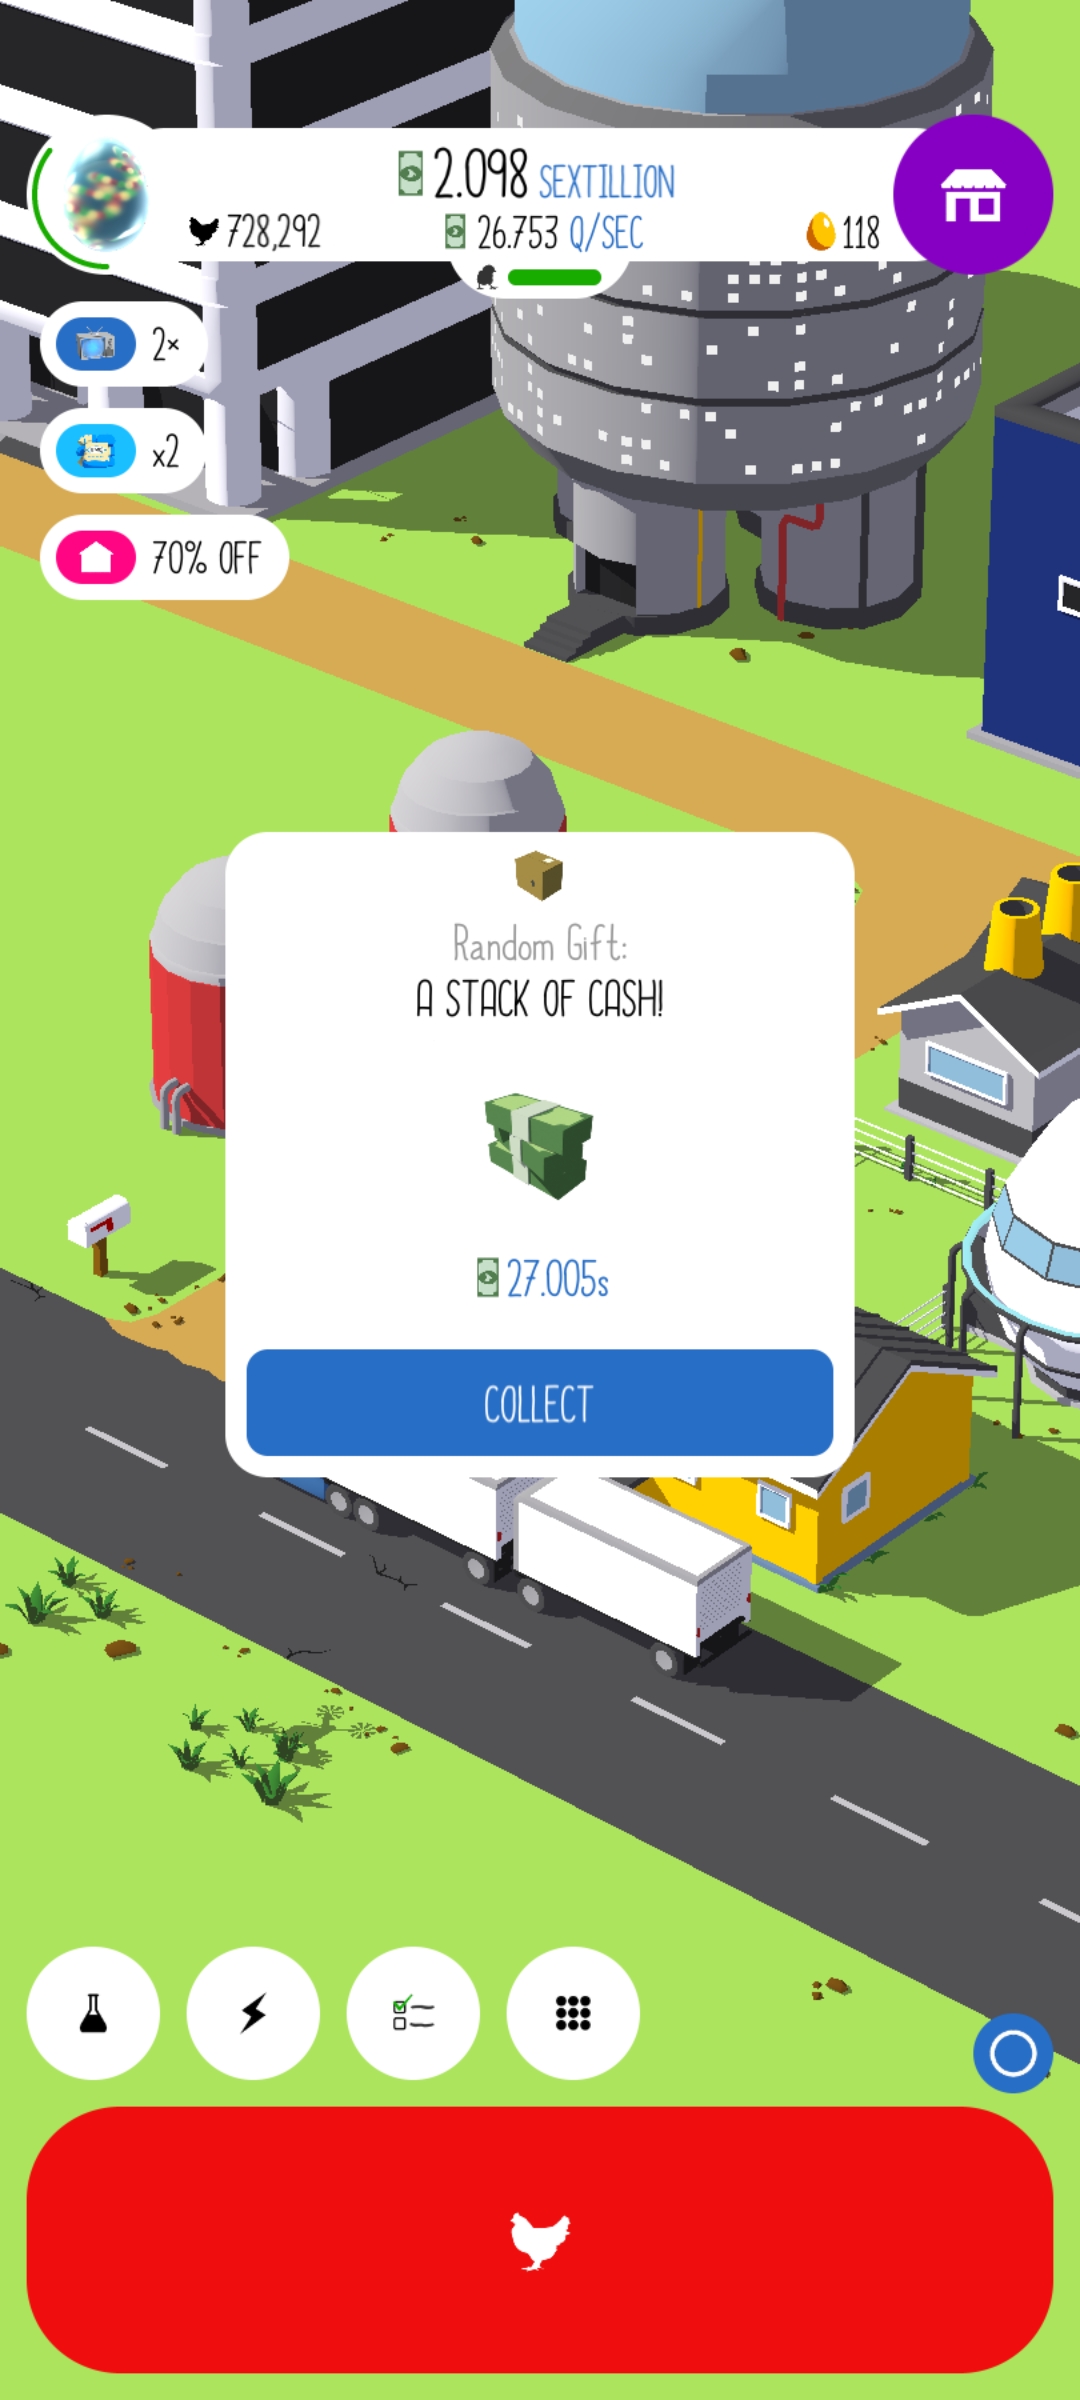 2.098 SEXTILLION
728,292
26.753 Q/SEC
118
2×
x2
70% OFF
Random Gift:
A STACK OF CASH!
27.005s
COLLECT